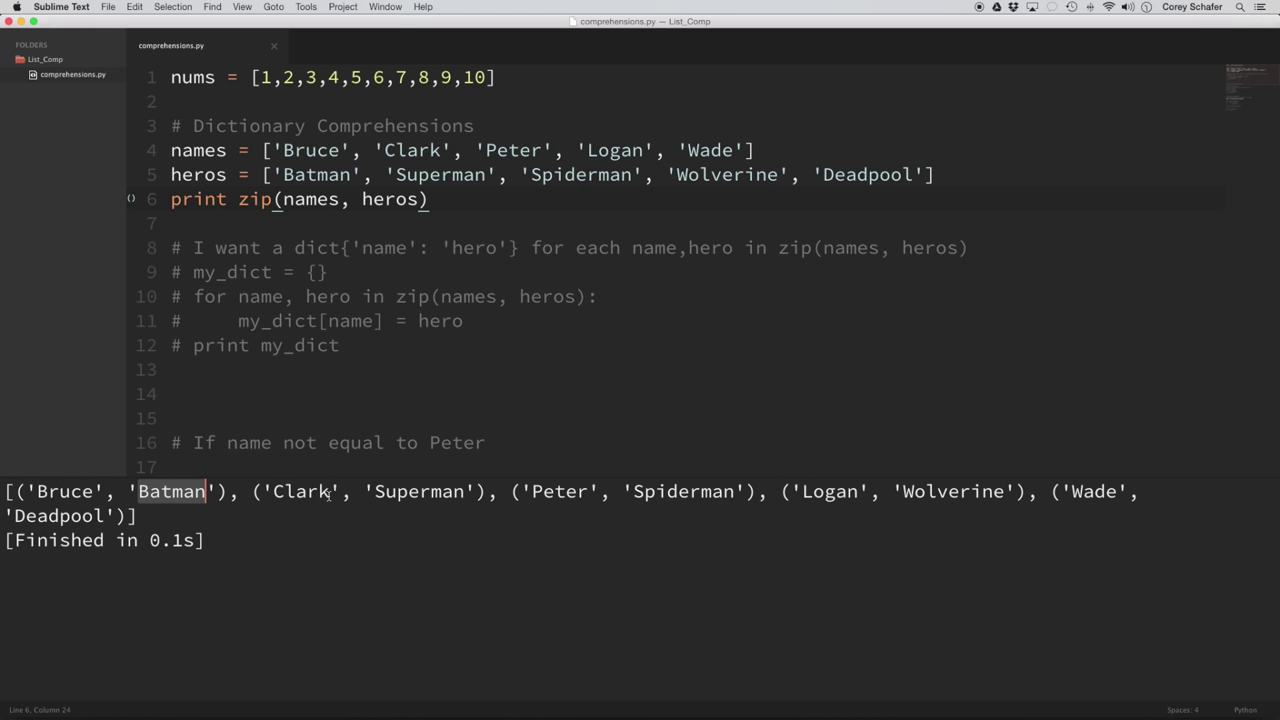 Sublime Text File Edit Selection Find View Goto Tools Project Window Help Corey Schafer
comprehensions.py — List_Comp
FOLDERS
List_Comp
comprehensions.py
comprehensions.py
1 nums = [1,2,3,4,5,6,7,8,9,10]
2
3 # Dictionary Comprehensions
4 names = ['Bruce', 'Clark', 'Peter', 'Logan', 'Wade']
5 heros = ['Batman', 'Superman', 'Spiderman', 'Wolverine', 'Deadpool']
6 print zip(names, heros)
7
8 # I want a dict{'name': 'hero'} for each name,hero in zip(names, heros)
9 # my_dict = {}
10 # for name, hero in zip(names, heros):
11 #     my_dict[name] = hero
12 # print my_dict
13
14
15
16 # If name not equal to Peter
17
[('Bruce', 'Batman'), ('Clark', 'Superman'), ('Peter', 'Spiderman'), ('Logan', 'Wolverine'), ('Wade',
'Deadpool')]
[Finished in 0.1s]
Line 6, Column 24 Spaces: 4 Python